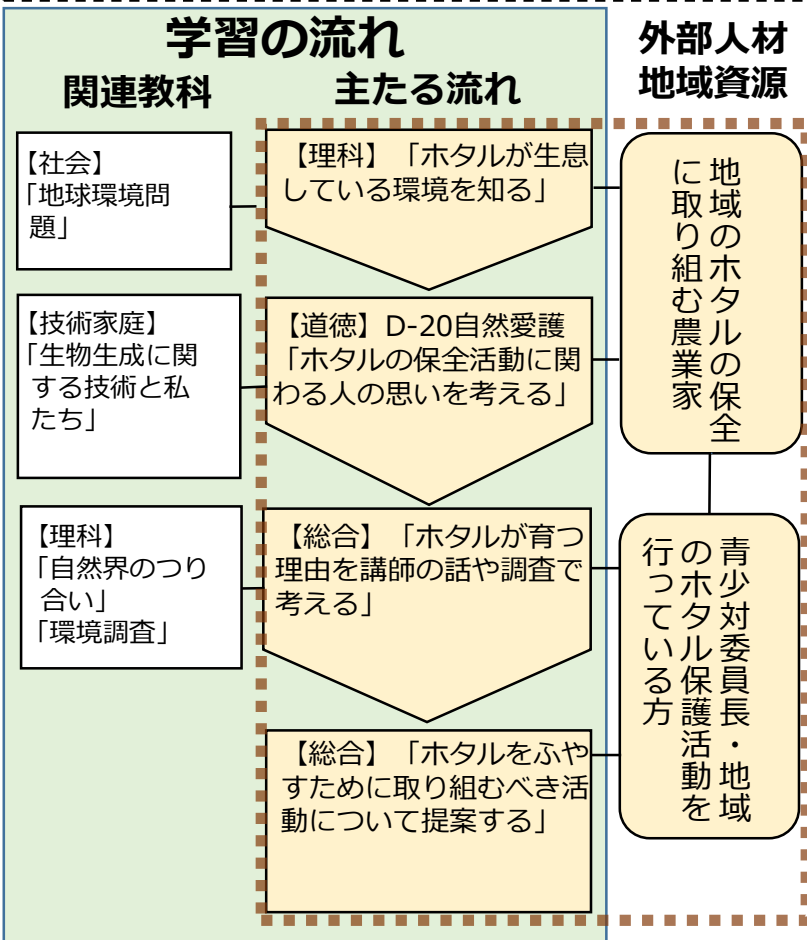 学習の流れ
関連教科
主たる流れ
外部人材
地域資源
【社会】
「地球環境問
題」
【理科】「ホタルが生息
している環境を知る」
地域のホタルの保全
に取り組む農業家
【技術家庭】
「生物生成に関
する技術と私
たち」
【道徳】D-20自然愛護
「ホタルの保全活動に関
わる人の思いを考える」
【理科】
「自然界のつり
合い」
「環境調査」
【総合】「ホタルが育つ
理由を講師の話や調査で
考える」
青少対委員長・地域
のホタル保護活動を
行っている方
【総合】「ホタルをふや
すために取り組むべき活
動について提案する」